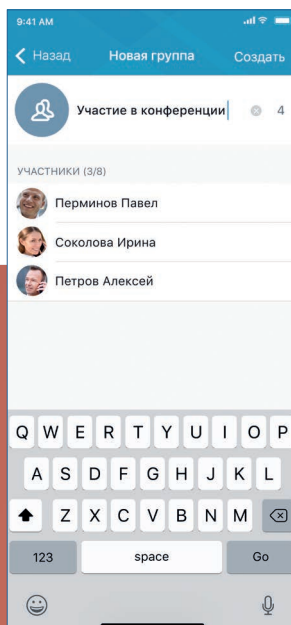 9:41 AM
Назад Новая группа Создать
Участие в конференции 4
УЧАСТНИКИ (3/8)
Перминов Павел
Соколова Ирина
Петров Алексей
Q W E R T Y U I O P
A S D F G H J K L
Z X C V B N M
123 space Go